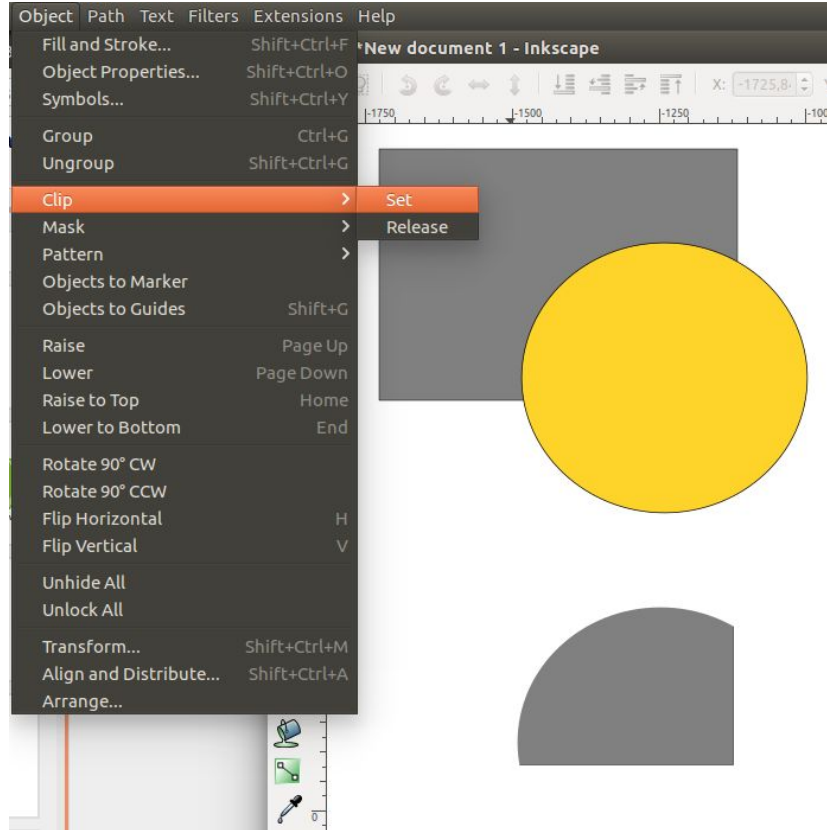 Object Path Text Filters Extensions Help
Fill and Stroke... Shift+Ctrl+F
*New document 1 - Inkscape
Object Properties... Shift+Ctrl+O
X: -1725,8
Symbols... Shift+Ctrl+Y
-1750 -1500 -1250 -100
Group Ctrl+G
Ungroup Shift+Ctrl+G
Clip > Set
Mask > Release
Pattern >
Objects to Marker
Objects to Guides Shift+G
Raise Page Up
Lower Page Down
Raise to Top Home
Lower to Bottom End
Rotate 90° CW
Rotate 90° CCW
Flip Horizontal H
Flip Vertical V
Unhide All
Unlock All
Transform... Shift+Ctrl+M
Align and Distribute... Shift+Ctrl+A
Arrange...
0